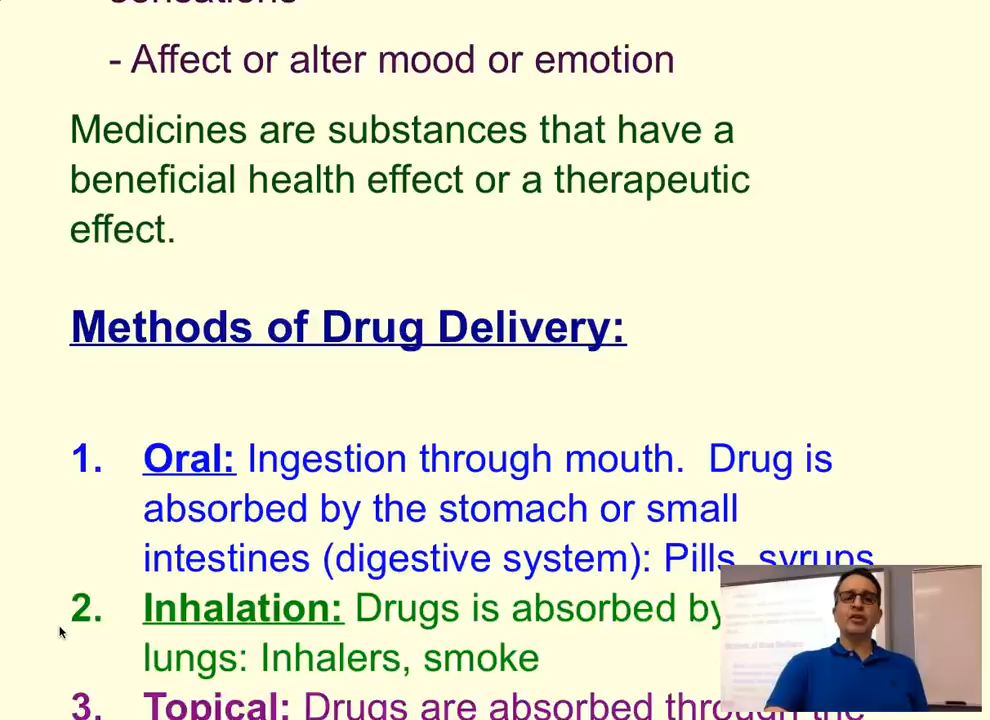 - Affect or alter mood or emotion
Medicines are substances that have a
beneficial health effect or a therapeutic
effect.
Methods of Drug Delivery:
1. Oral: Ingestion through mouth. Drug is
absorbed by the stomach or small
intestines (digestive system): Pills, syrups
2. Inhalation: Drugs is absorbed by
lungs: Inhalers, smoke
3. Topical: Drugs are absorbed through the